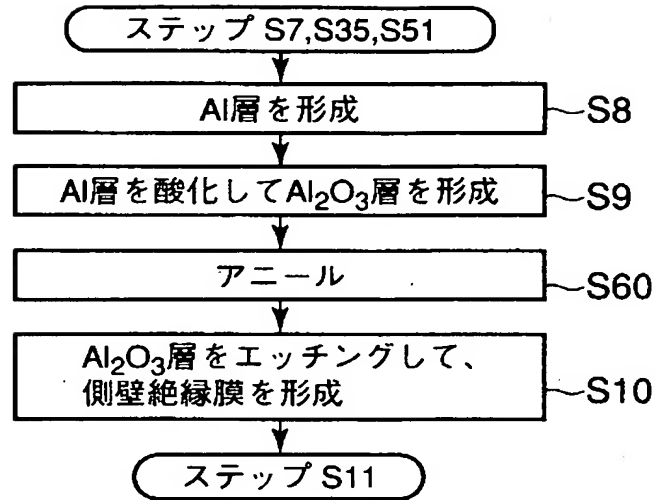 ステップ S7,S35,S51
Al層を形成
S8
Al層を酸化してAl₂O₃層を形成
S9
アニール
S60
Al₂O₃層をエッチングして、
側壁絶縁膜を形成
S10
ステップ S11